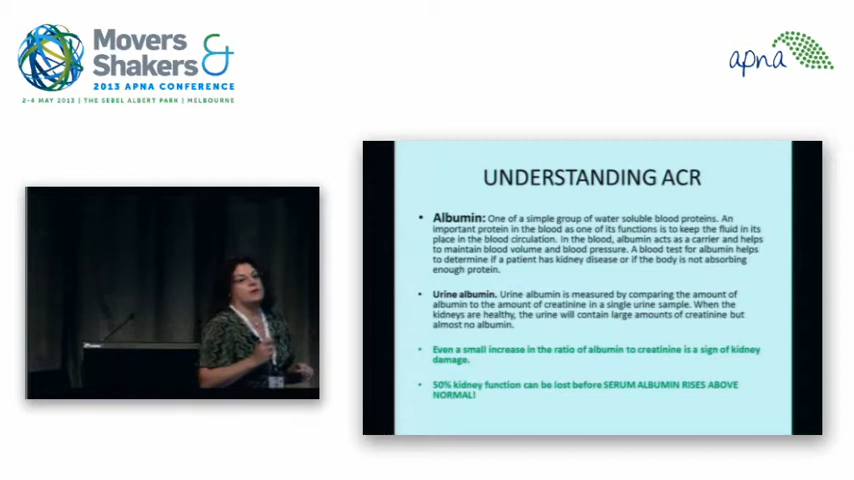 Movers
Shakers &
2013 APNA CONFERENCE
2-4 MAY 2013 | THE SEBEL ALBERT PARK | MELBOURNE
apna
UNDERSTANDING ACR
• Albumin: One of a simple group of water soluble blood proteins. An
important protein in the blood as one of its functions is to keep the fluid in its
place in the blood circulation. In the blood, albumin acts as a carrier and helps
to maintain blood volume and blood pressure. A blood test for albumin helps
to determine if a patient has kidney disease or if the body is not absorbing
enough protein.
• Urine albumin. Urine albumin is measured by comparing the amount of
albumin to the amount of creatinine in a single urine sample. When the
kidneys are healthy, the urine will contain large amounts of creatinine but
almost no albumin.
• Even a small increase in the ratio of albumin to creatinine is a sign of kidney
damage.
• 50% kidney function can be lost before SERUM ALBUMIN RISES ABOVE
NORMAL!